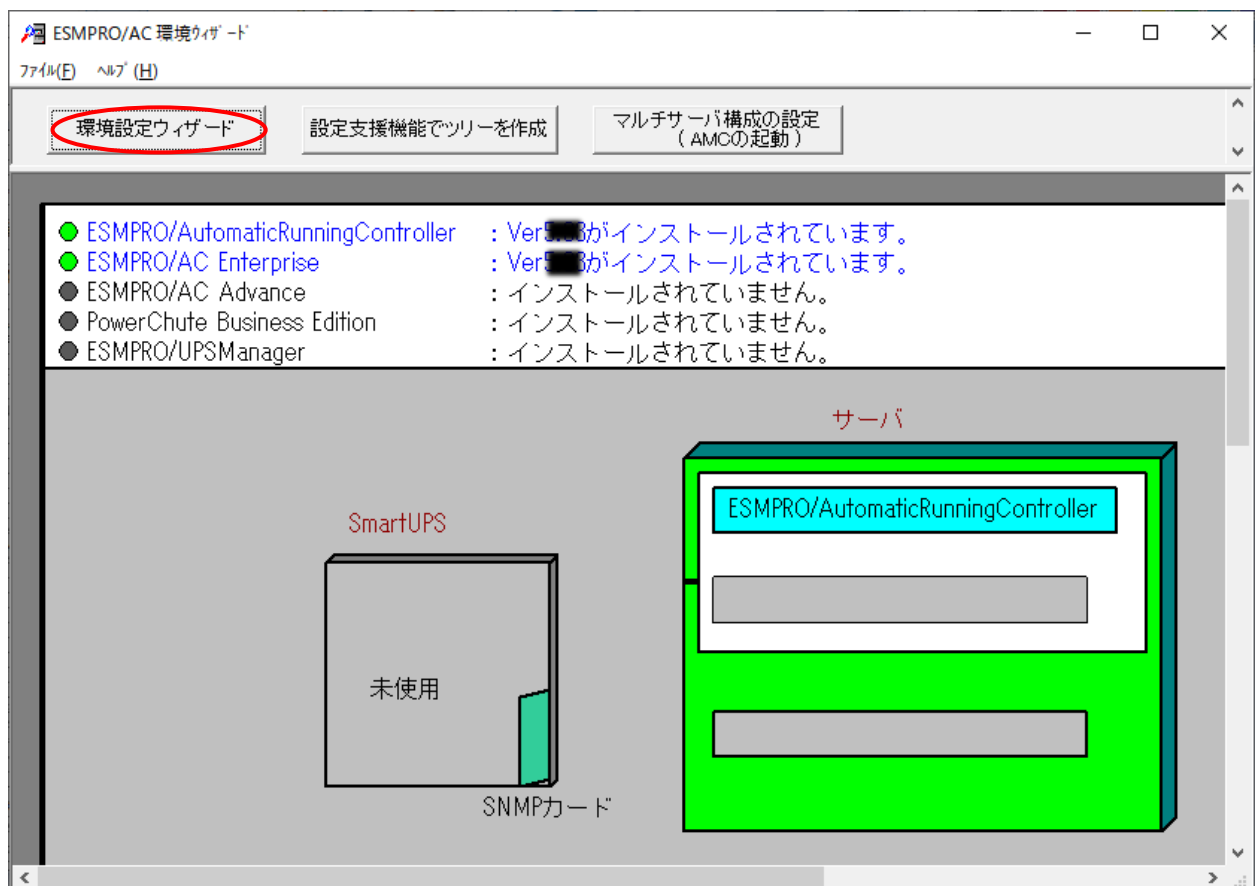 ESMPRO/AC 環境ウィザード
ファイル(F) ヘルプ(H)
環境設定ウィザード
設定支援機能でツリーを作成
マルチサーバ構成の設定
(AMCの起動)
ESMPRO/AutomaticRunningController :Ver がインストールされています。
ESMPRO/AC Enterprise :Ver がインストールされています。
ESMPRO/AC Advance :インストールされていません。
PowerChute Business Edition :インストールされていません。
ESMPRO/UPSManager :インストールされていません。
サーバ
ESMPRO/AutomaticRunningController
SmartUPS
未使用
SNMPカード